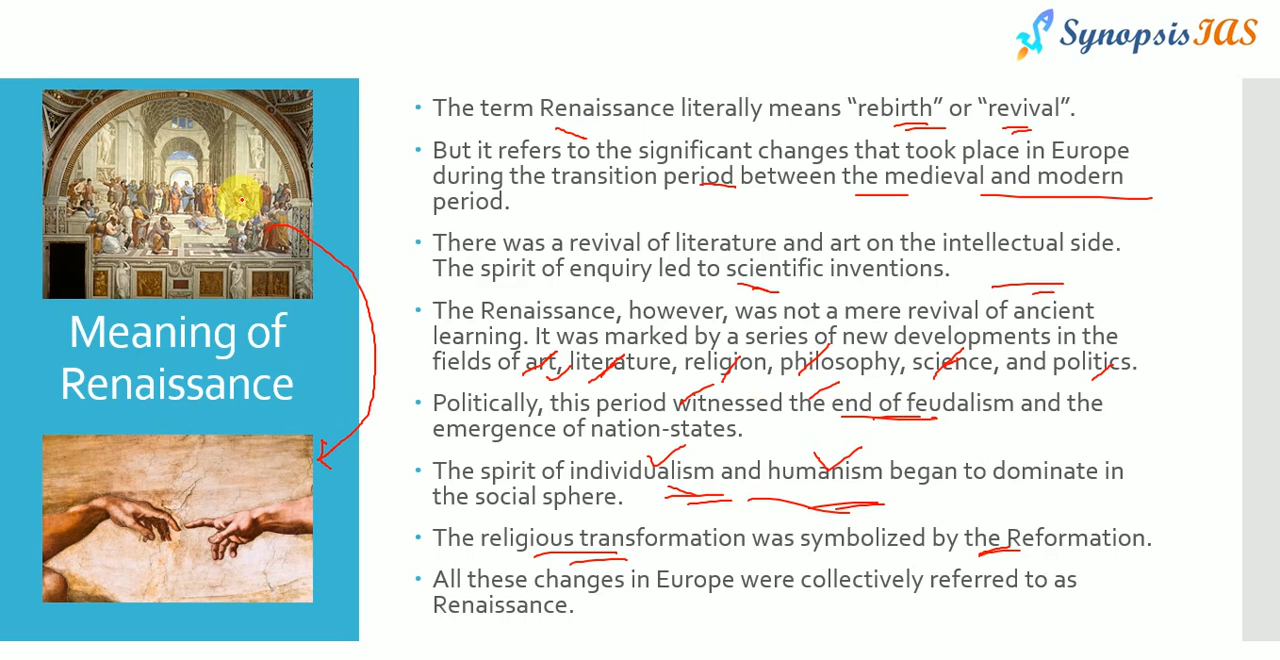 SynopsisIAS
Meaning of
Renaissance
• The term Renaissance literally means “rebirth” or “revival”.
• But it refers to the significant changes that took place in Europe
during the transition period between the medieval and modern
period.
• There was a revival of literature and art on the intellectual side.
The spirit of enquiry led to scientific inventions.
• The Renaissance, however, was not a mere revival of ancient
learning. It was marked by a series of new developments in the
fields of art, literature, religion, philosophy, science, and politics.
• Politically, this period witnessed the end of feudalism and the
emergence of nation-states.
• The spirit of individualism and humanism began to dominate in
the social sphere.
• The religious transformation was symbolized by the Reformation.
• All these changes in Europe were collectively referred to as
Renaissance.